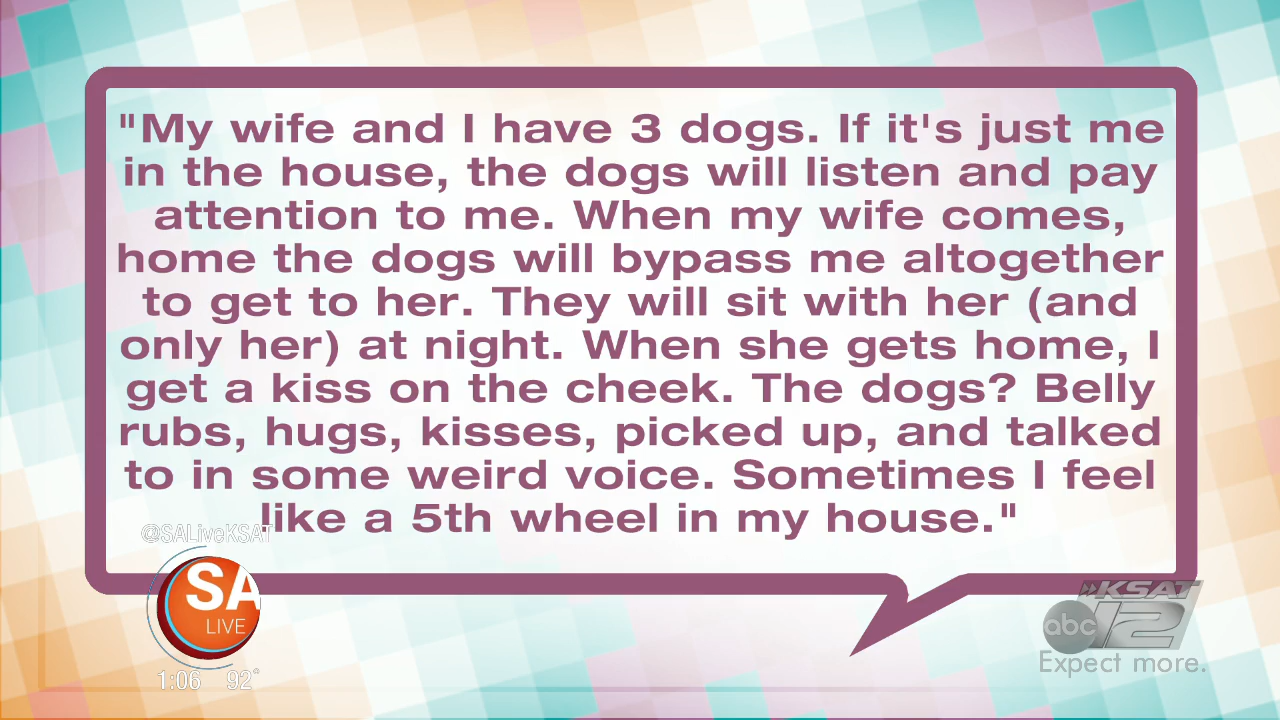 "My wife and I have 3 dogs. If it's just me
in the house, the dogs will listen and pay
attention to me. When my wife comes,
home the dogs will bypass me altogether
to get to her. They will sit with her (and
only her) at night. When she gets home, I
get a kiss on the cheek. The dogs? Belly
rubs, hugs, kisses, picked up, and talked
to in some weird voice. Sometimes I feel
like a 5th wheel in my house."
@SALiveKSAT
SA
LIVE
1:06 92°
KSAT
abc 12
Expect more.